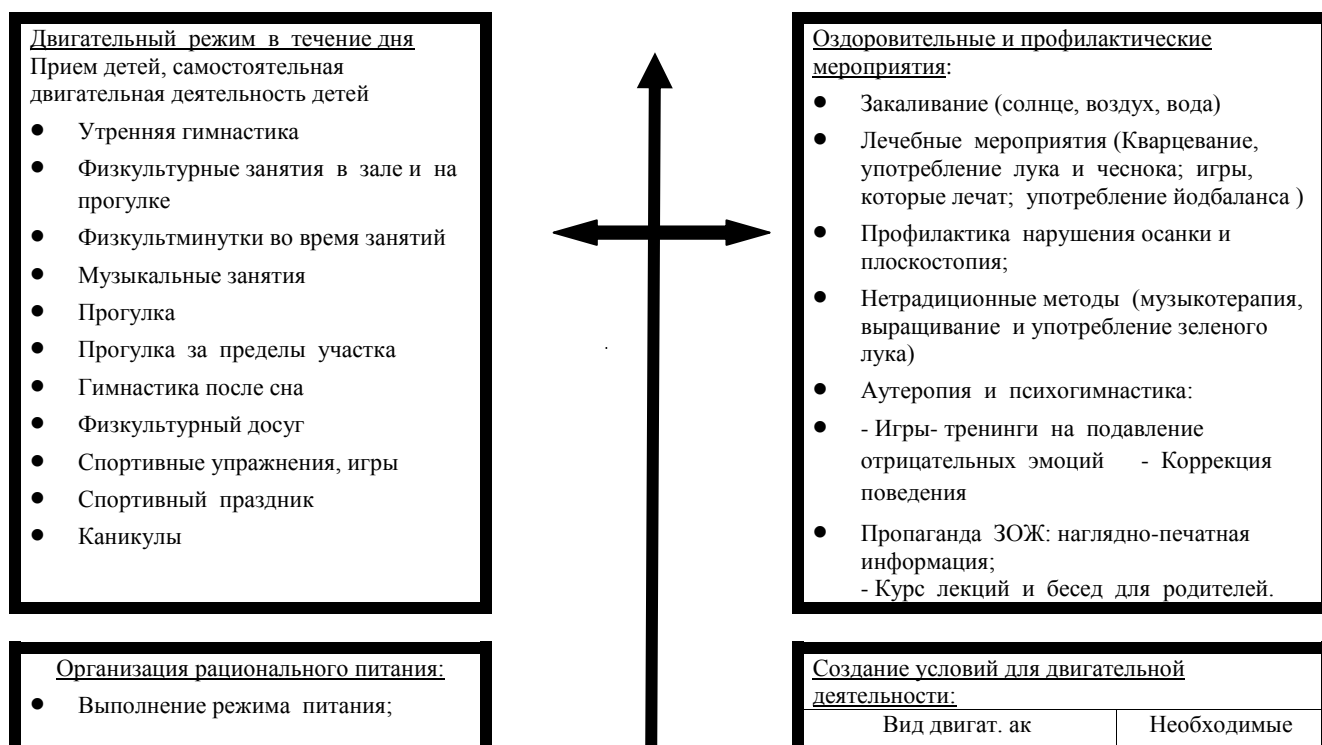 Двигательный режим в течение дня
Прием детей, самостоятельная
двигательная деятельность детей
● Утренняя гимнастика
● Физкультурные занятия в зале и на
прогулке
● Физкультминутки во время занятий
● Музыкальные занятия
● Прогулка
● Прогулка за пределы участка
● Гимнастика после сна
● Физкультурный досуг
● Спортивные упражнения, игры
● Спортивный праздник
● Каникулы
Оздоровительные и профилактические
мероприятия:
● Закаливание (солнце, воздух, вода)
● Лечебные мероприятия (Кварцевание,
употребление лука и чеснока; игры,
которые лечат; употребление йодбаланса )
● Профилактика нарушения осанки и
плоскостопия;
● Нетрадиционные методы (музыкотерапия,
выращивание и употребление зеленого
лука)
● Аутеропия и психогимнастика:
● - Игры- тренинги на подавление
отрицательных эмоций - Коррекция
поведения
● Пропаганда ЗОЖ: наглядно-печатная
информация;
- Курс лекций и бесед для родителей.
Организация рационального питания:
● Выполнение режима питания;
Создание условий для двигательной
деятельности:
Вид двигат. ак Необходимые